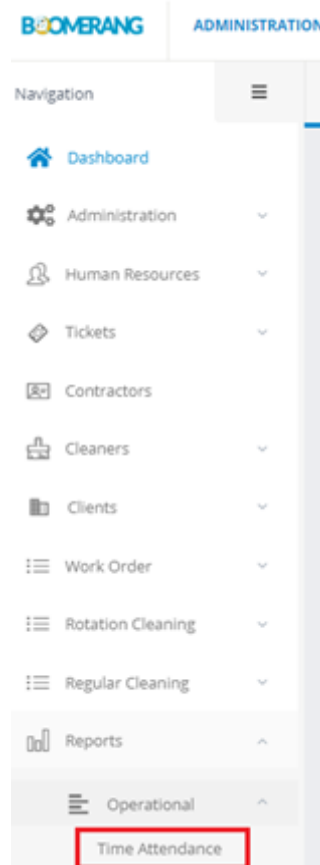 BOOMERANG
ADMINISTRATION
Navigation
Dashboard
Administration
Human Resources
Tickets
Contractors
Cleaners
Clients
Work Order
Rotation Cleaning
Regular Cleaning
Reports
Operational
Time Attendance